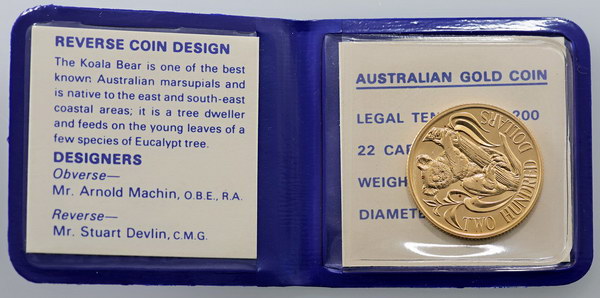 REVERSE COIN DESIGN
The Koala Bear is one of the best
known Australian marsupials and
is native to the east and south-east
coastal areas; it is a tree dweller
and feeds on the young leaves of a
few species of Eucalypt tree.
DESIGNERS
Obverse—
Mr. Arnold Machin, O.B.E., R.A.
Reverse—
Mr. Stuart Devlin, C.M.G.
AUSTRALIAN GOLD COIN
LEGAL TEN 200
22 CAR
WEIGH
DIAMETE
TWO HUNDRED DOLLARS